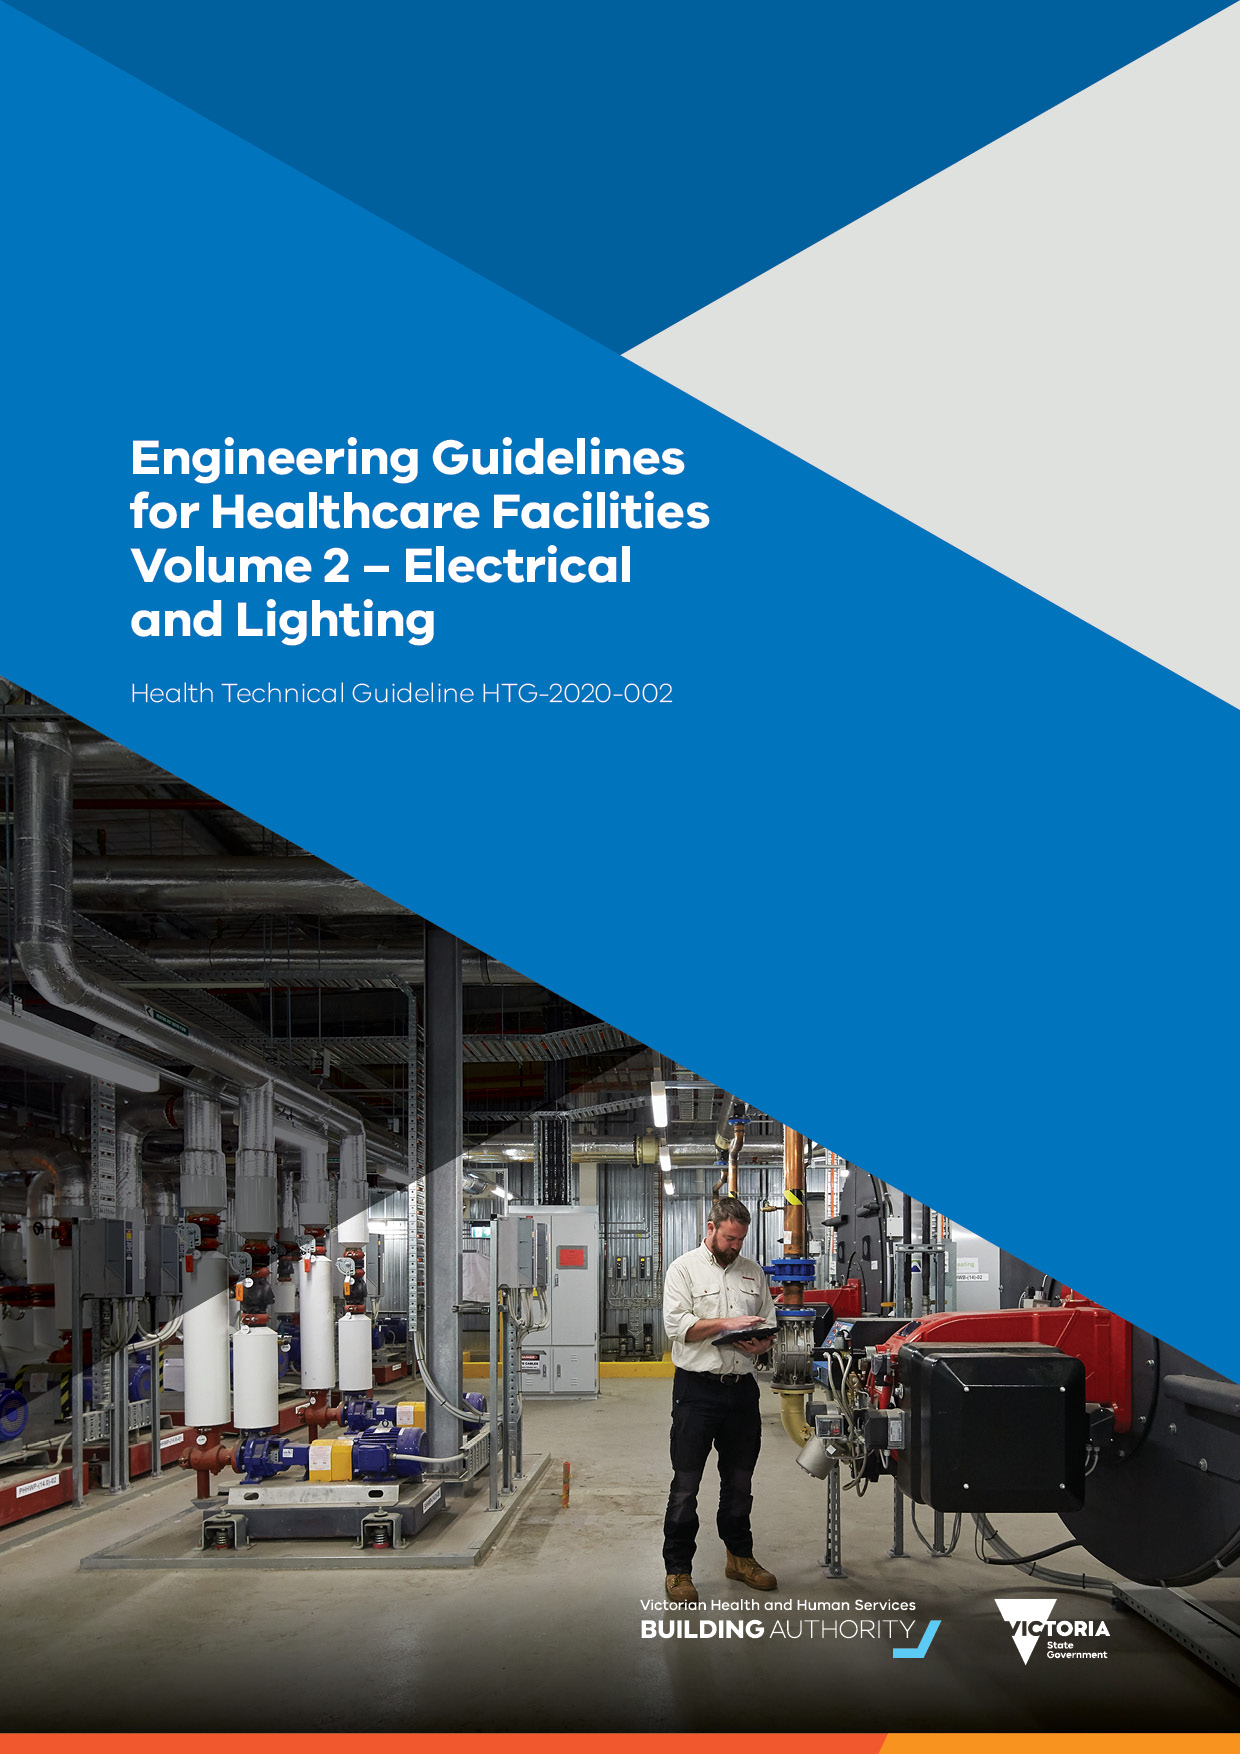 Engineering Guidelines
for Healthcare Facilities
Volume 2 – Electrical
and Lighting
Health Technical Guideline HTG-2020-002
Victorian Health and Human Services
BUILDING AUTHORITY
VICTORIA
State
Government